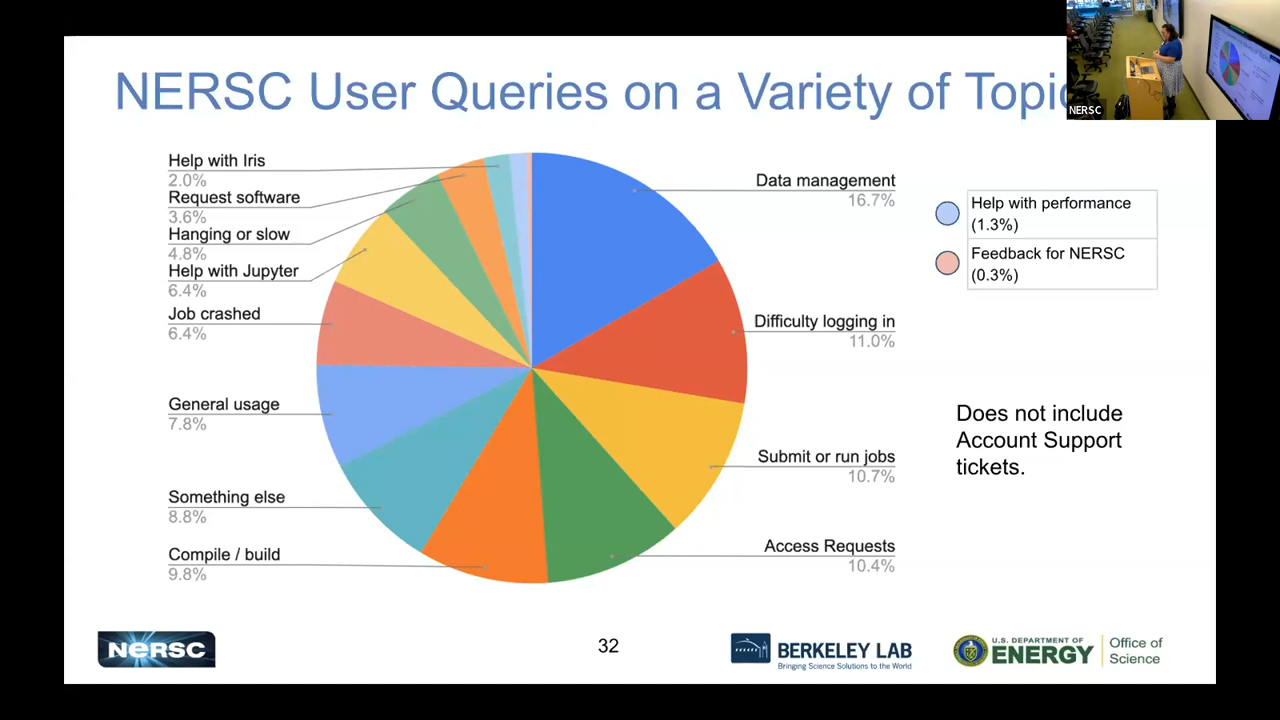 NERSC User Queries on a Variety of Topic
NERSC
Help with Iris
2.0%
Request software
3.6%
Hanging or slow
4.8%
Help with Jupyter
6.4%
Job crashed
6.4%
General usage
7.8%
Something else
8.8%
Compile / build
9.8%
Data management
16.7%
Difficulty logging in
11.0%
Submit or run jobs
10.7%
Access Requests
10.4%
Help with performance
(1.3%)
Feedback for NERSC
(0.3%)
Does not include
Account Support
tickets.
NERSC
32
BERKELEY LAB
Bringing Science Solutions to the World
U.S. DEPARTMENT OF
ENERGY
Office of
Science